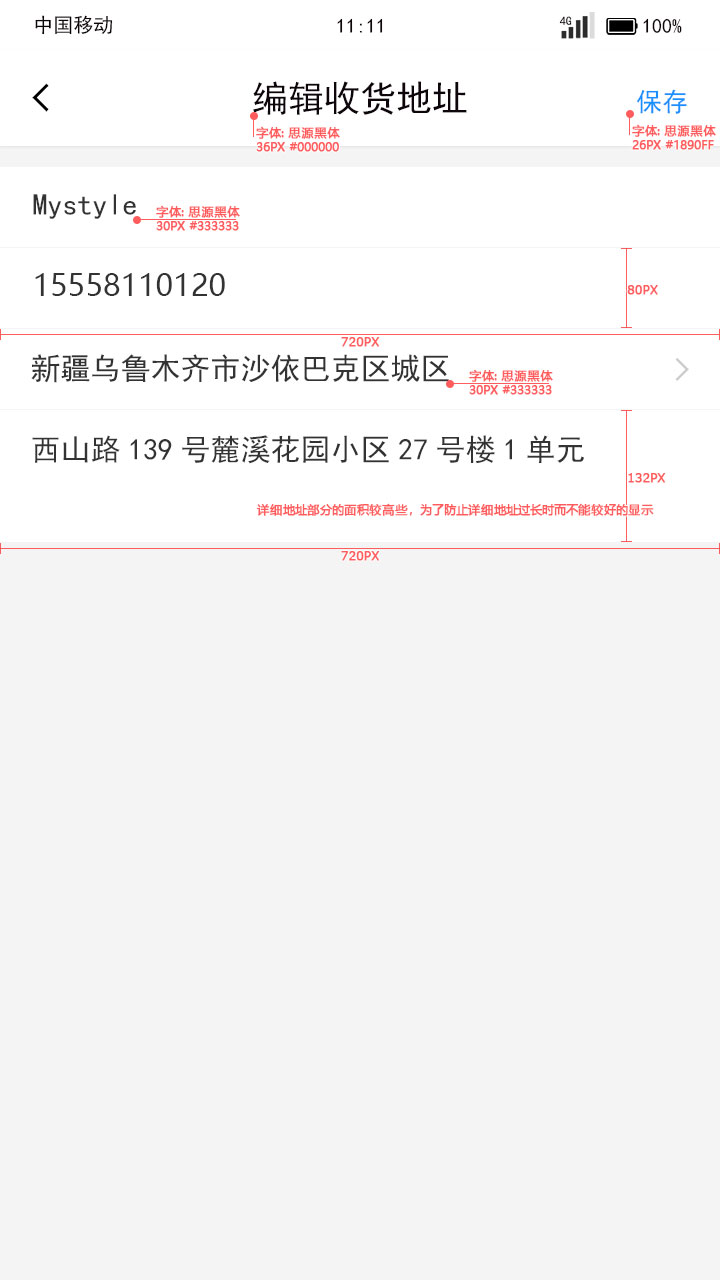 中国移动 11:11 4G 100%
编辑收货地址 保存
字体: 思源黑体 字体: 思源黑体
36PX #000000 26PX #1890FF
Mystyle
字体: 思源黑体
30PX #333333
15558110120
80PX
720PX
新疆乌鲁木齐市沙依巴克区城区
字体: 思源黑体
30PX #333333
西山路 139 号麓溪花园小区 27 号楼 1 单元
132PX
详细地址部分的面积较高些，为了防止详细地址过长时而不能较好的显示
720PX